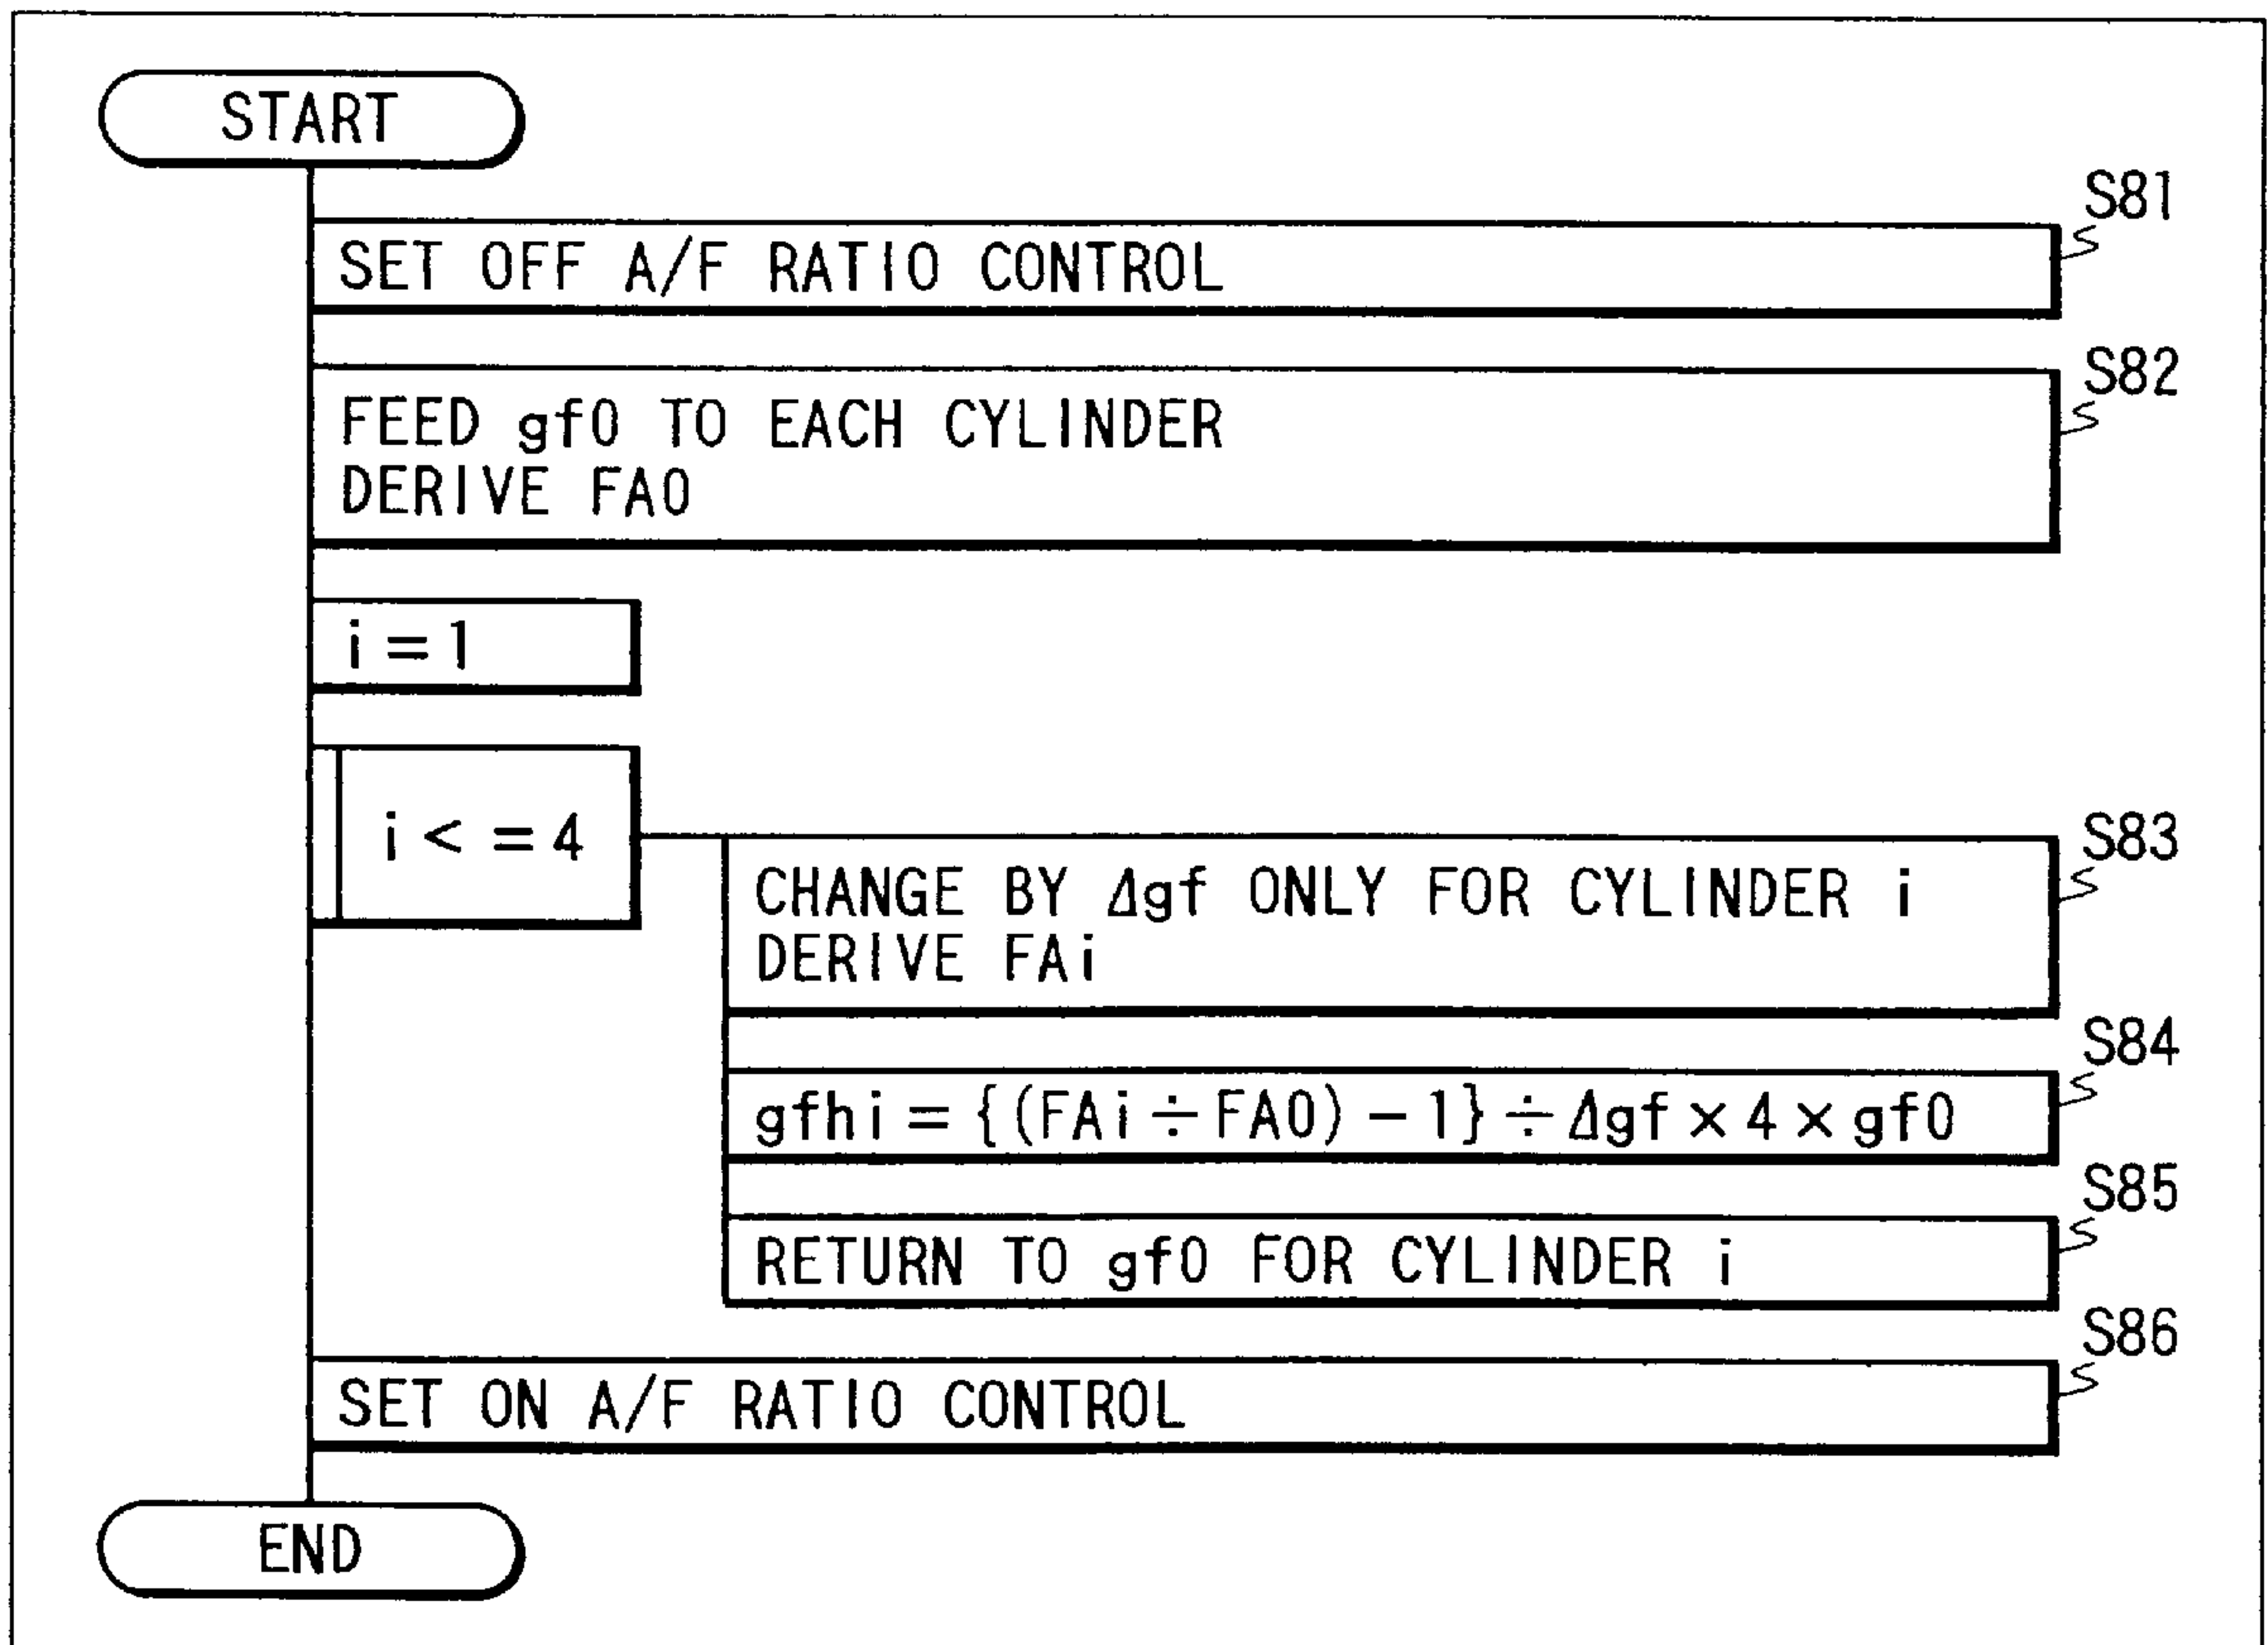 START
S81
SET OFF A/F RATIO CONTROL
S82
FEED gf0 TO EACH CYLINDER
DERIVE FA0
i=1
i<=4
S83
CHANGE BY Δgf ONLY FOR CYLINDER i
DERIVE FAi
S84
gfhi={(FAi÷FA0)-1}÷Δgf×4×gf0
S85
RETURN TO gf0 FOR CYLINDER i
S86
SET ON A/F RATIO CONTROL
END